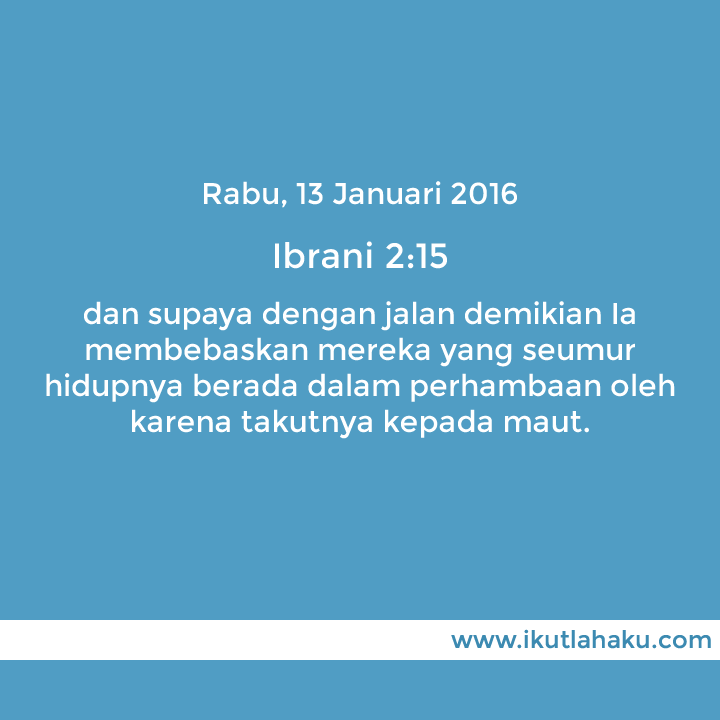 Rabu, 13 Januari 2016
Ibrani 2:15
dan supaya dengan jalan demikian Ia
membebaskan mereka yang seumur
hidupnya berada dalam perhambaan oleh
karena takutnya kepada maut.
www.ikutlahaku.com